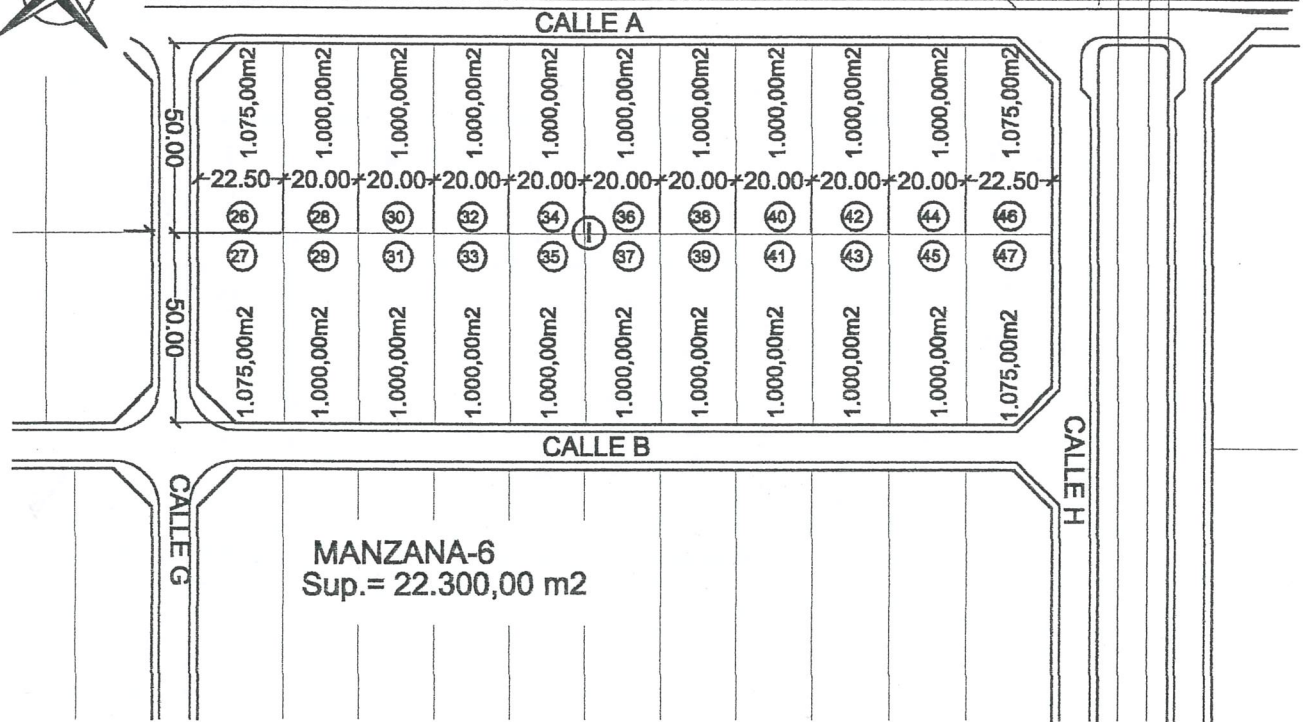 CALLE A
1.075,00m2 1.000,00m2 1.000,00m2 1.000,00m2 1.000,00m2 1.000,00m2 1.000,00m2 1.000,00m2 1.000,00m2 1.000,00m2 1.075,00m2
50.00
22.50 20.00 20.00 20.00 20.00 20.00 20.00 20.00 20.00 20.00 22.50
26 28 30 32 34 36 38 40 42 44 46
I
27 29 31 33 35 37 39 41 43 45 47
50.00
1.075,00m2 1.000,00m2 1.000,00m2 1.000,00m2 1.000,00m2 1.000,00m2 1.000,00m2 1.000,00m2 1.000,00m2 1.000,00m2 1.075,00m2
CALLE B
CALLE H
CALLE G
MANZANA-6
Sup.= 22.300,00 m2